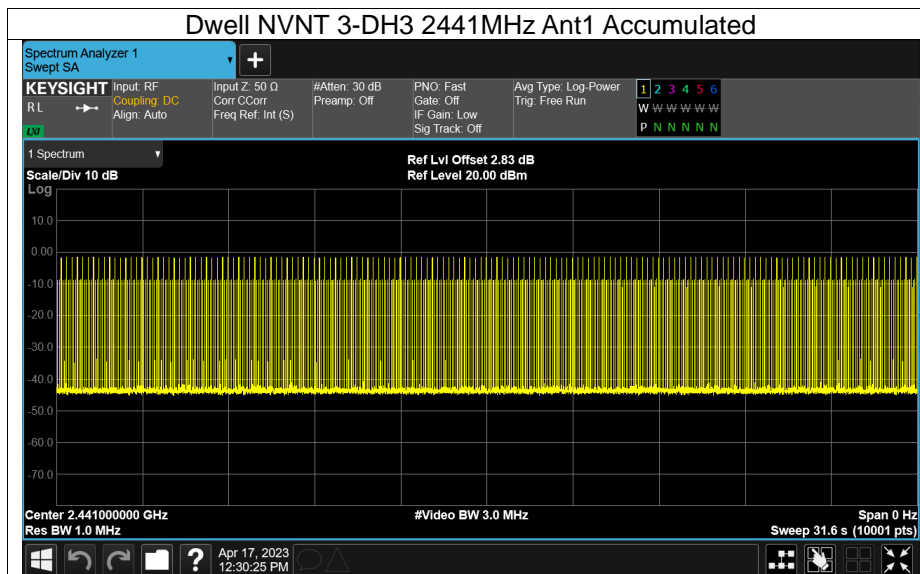 Dwell NVNT 3-DH3 2441MHz Ant1 Accumulated
Spectrum Analyzer 1
Swept SA
KEYSIGHT
R L
LXI
Input: RF
Coupling: DC
Align: Auto
Input Z: 50 Ω
Corr CCorr
Freq Ref: Int (S)
#Atten: 30 dB
Preamp: Off
PNO: Fast
Gate: Off
IF Gain: Low
Sig Track: Off
Avg Type: Log-Power
Trig: Free Run
1 2 3 4 5 6
W W W W W W
P N N N N N
1 Spectrum
Scale/Div 10 dB
Ref Lvl Offset 2.83 dB
Ref Level 20.00 dBm
Log
10.0
0.00
-10.0
-20.0
-30.0
-40.0
-50.0
-60.0
-70.0
Center 2.441000000 GHz
Res BW 1.0 MHz
#Video BW 3.0 MHz
Span 0 Hz
Sweep 31.6 s (10001 pts)
?
Apr 17, 2023
12:30:25 PM